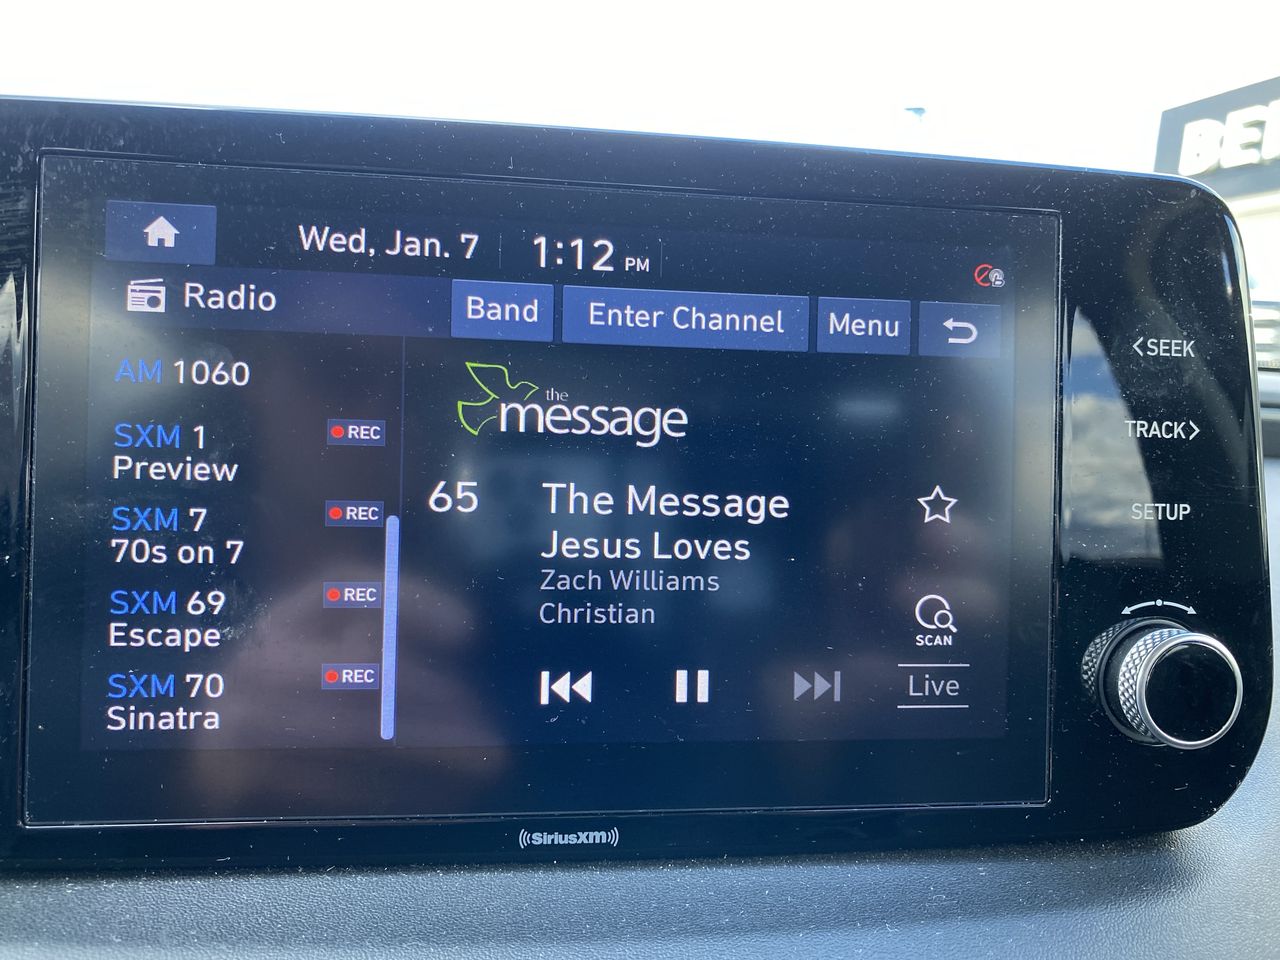 Wed, Jan. 7 1:12 PM
Radio
Band
Enter Channel
Menu
AM 1060
SXM 1 REC
Preview
SXM 7 REC
70s on 7
SXM 69 REC
Escape
SXM 70 REC
Sinatra
the
message
65 The Message
Jesus Loves
Zach Williams
Christian
SCAN
Live
<SEEK
TRACK>
SETUP
SiriusXM